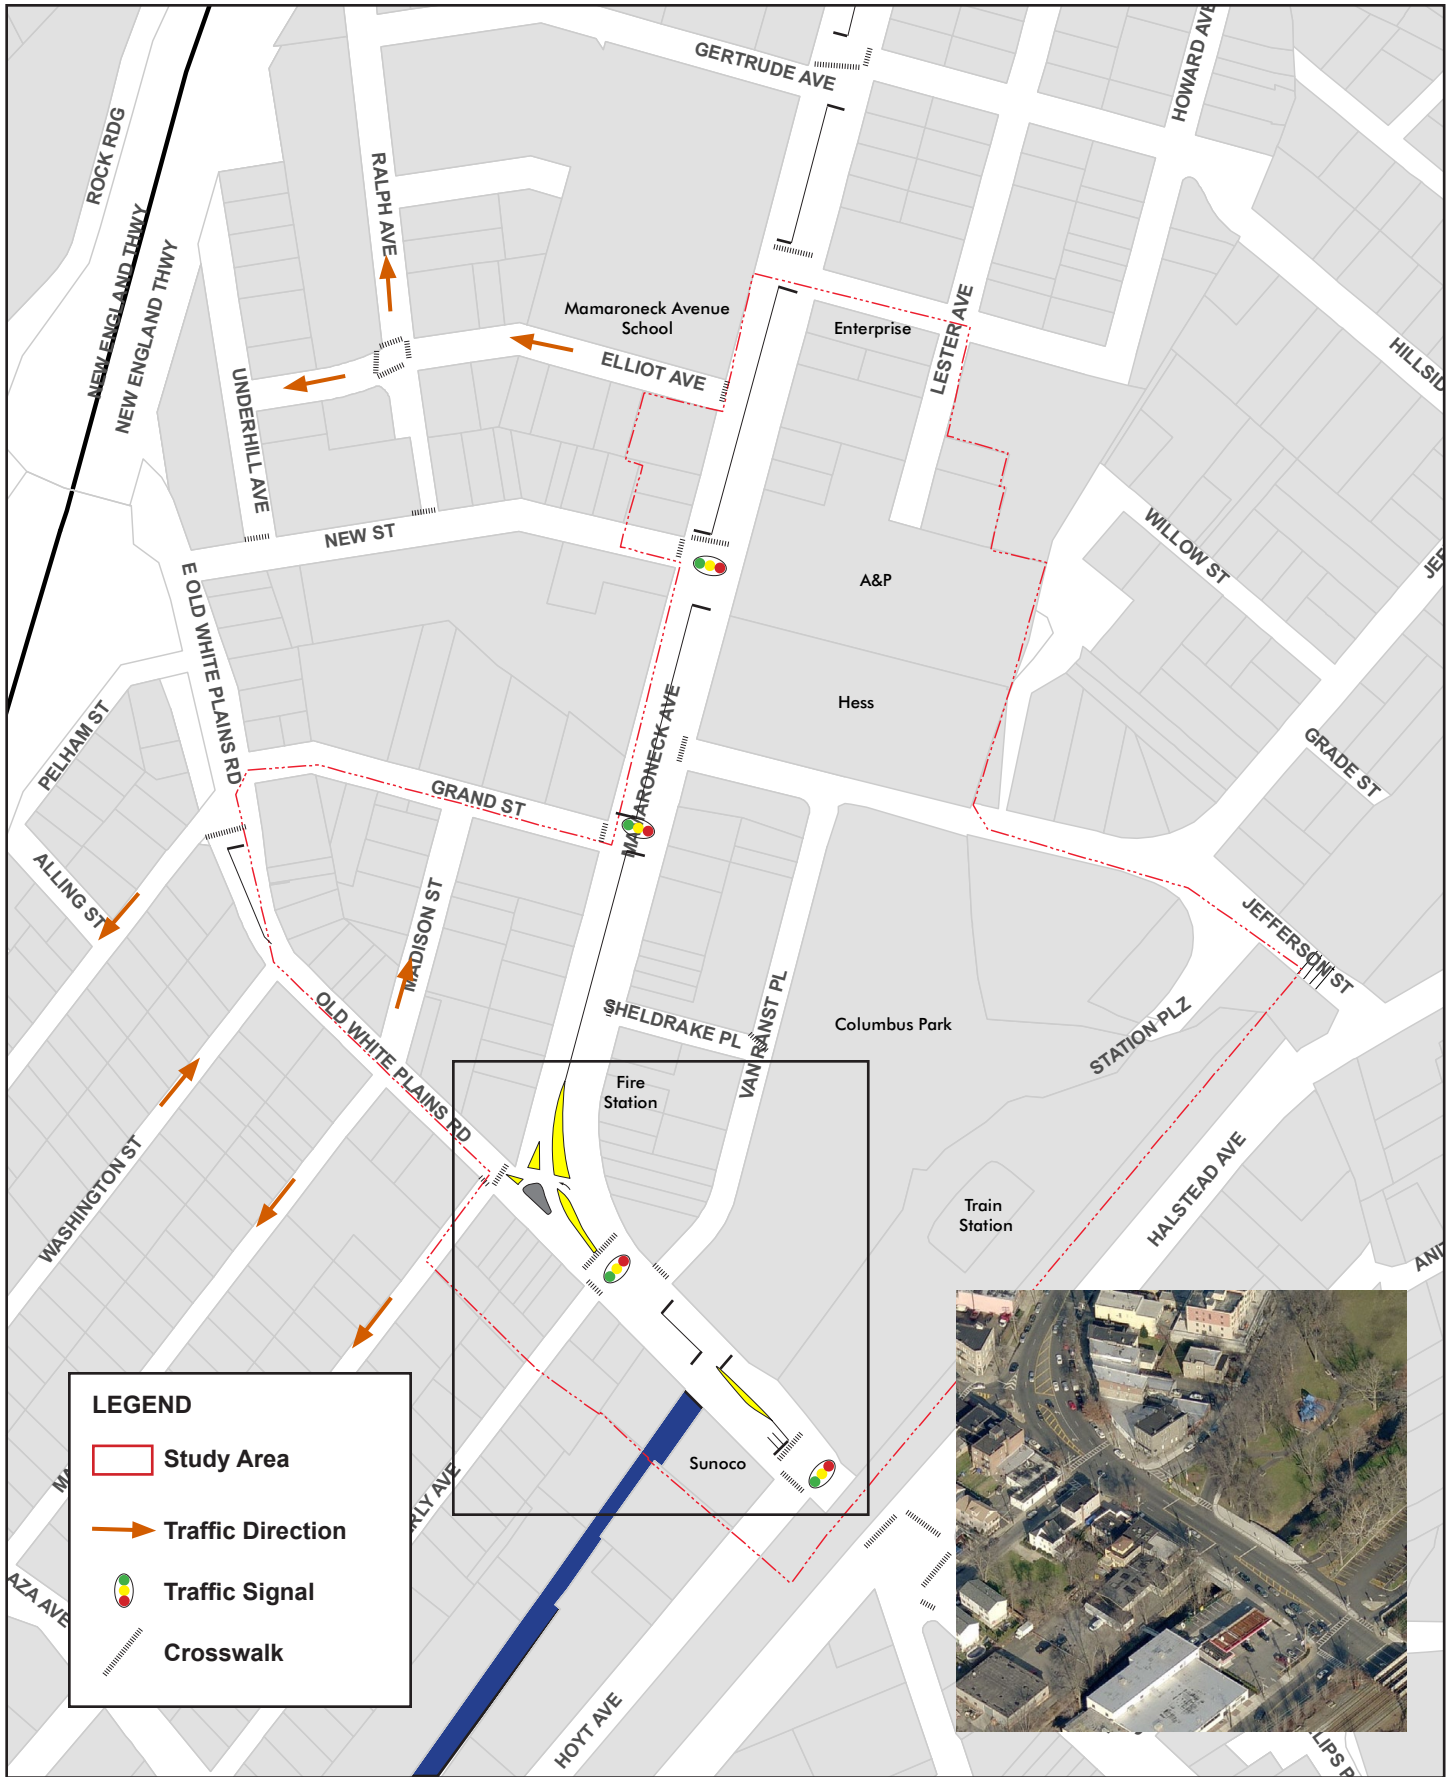 GERTRUDE AVE
HOWARD AVE
ROCK RDG
RALPH AVE
NEW ENGLAND THWY
NEW ENGLAND THWY
Mamaroneck Avenue
School
Enterprise
LESTER AVE
ELLIOT AVE
UNDERHILL AVE
NEW ST
WILLOW ST
E OLD WHITE PLAINS RD
A&P
Hess
MAMARONECK AVE
PELHAM ST
GRADE ST
GRAND ST
ALLING ST
MADISON ST
JEFFERSON ST
OLD WHITE PLAINS RD
SHELDRAKE PL
VAN RANST PL
Columbus Park
STATION PLZ
Fire
Station
WASHINGTON ST
HALSTEAD AVE
Train
Station
Sunoco
HOYT AVE
LEGEND
Study Area
Traffic Direction
Traffic Signal
Crosswalk